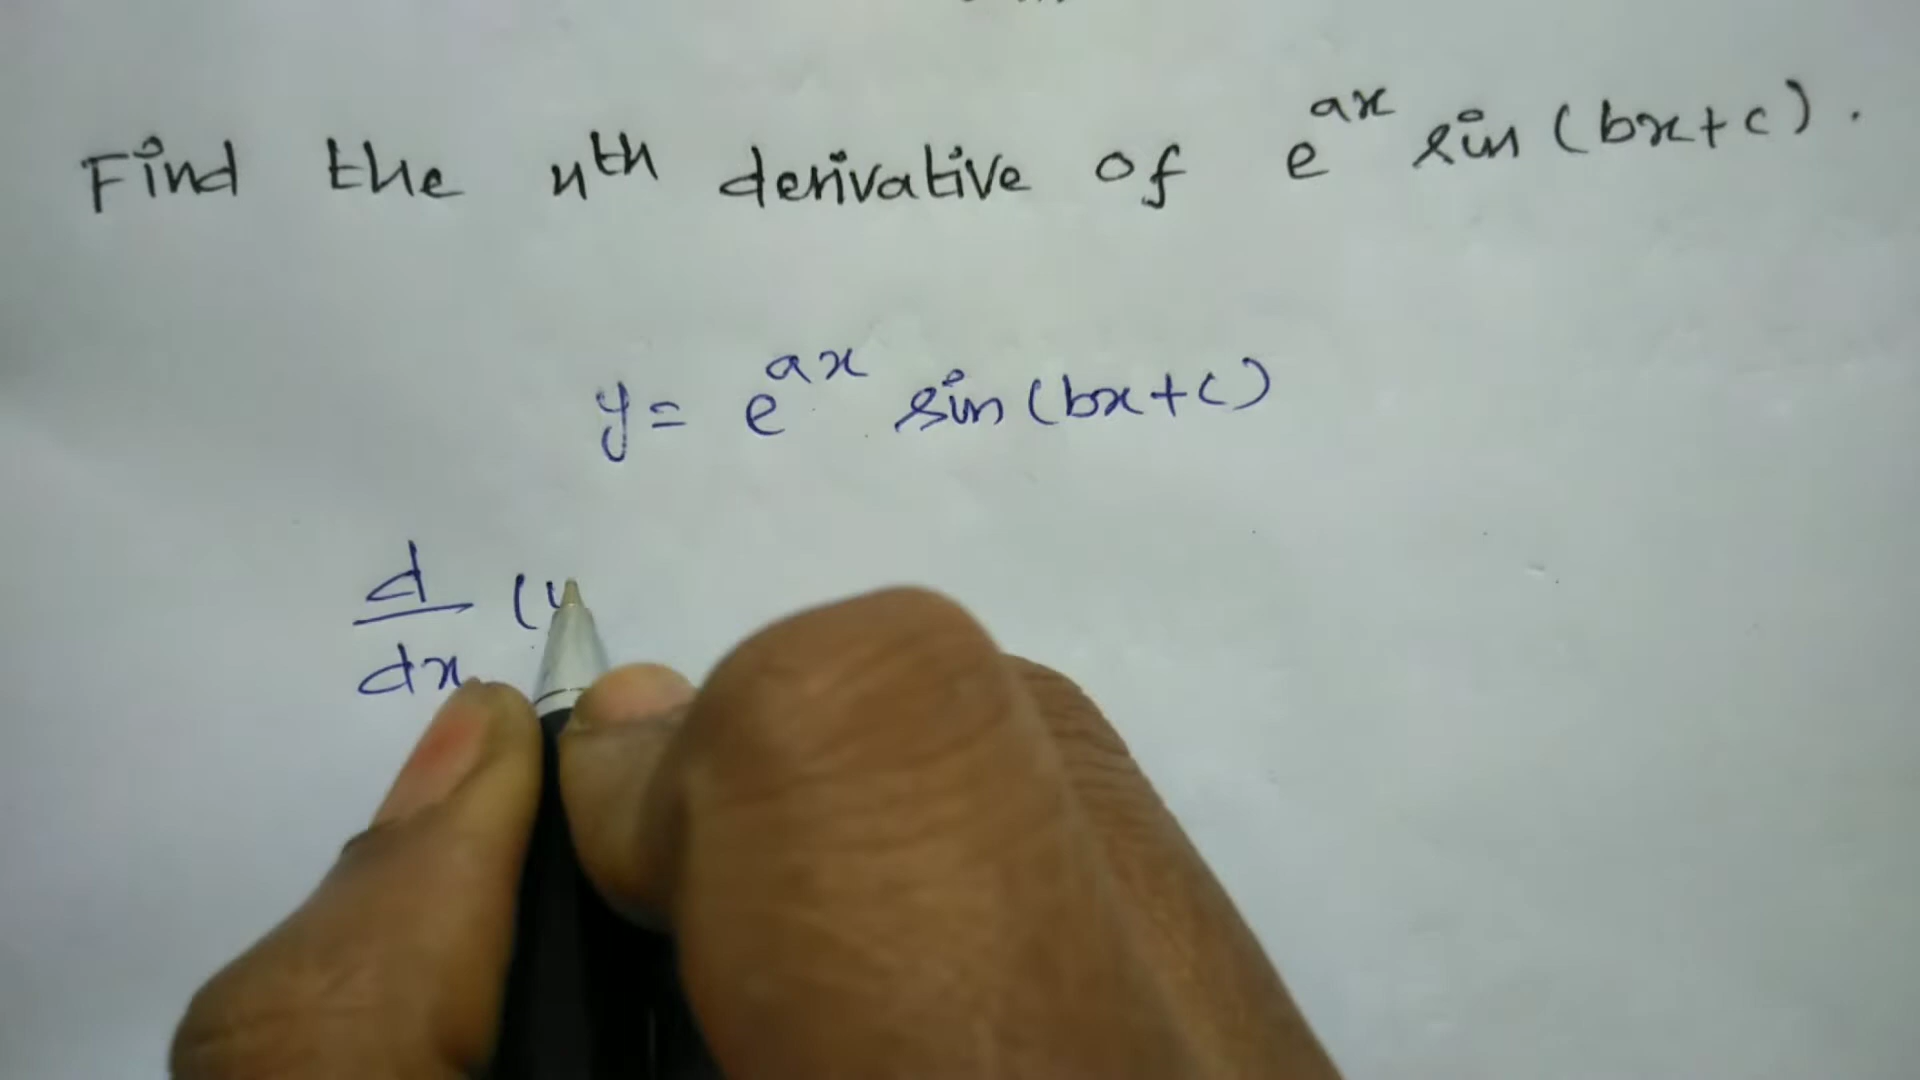 Find the nth derivative of e^ax sin (bx+c).
y = e^ax sin (bx+c)
d/dx (y